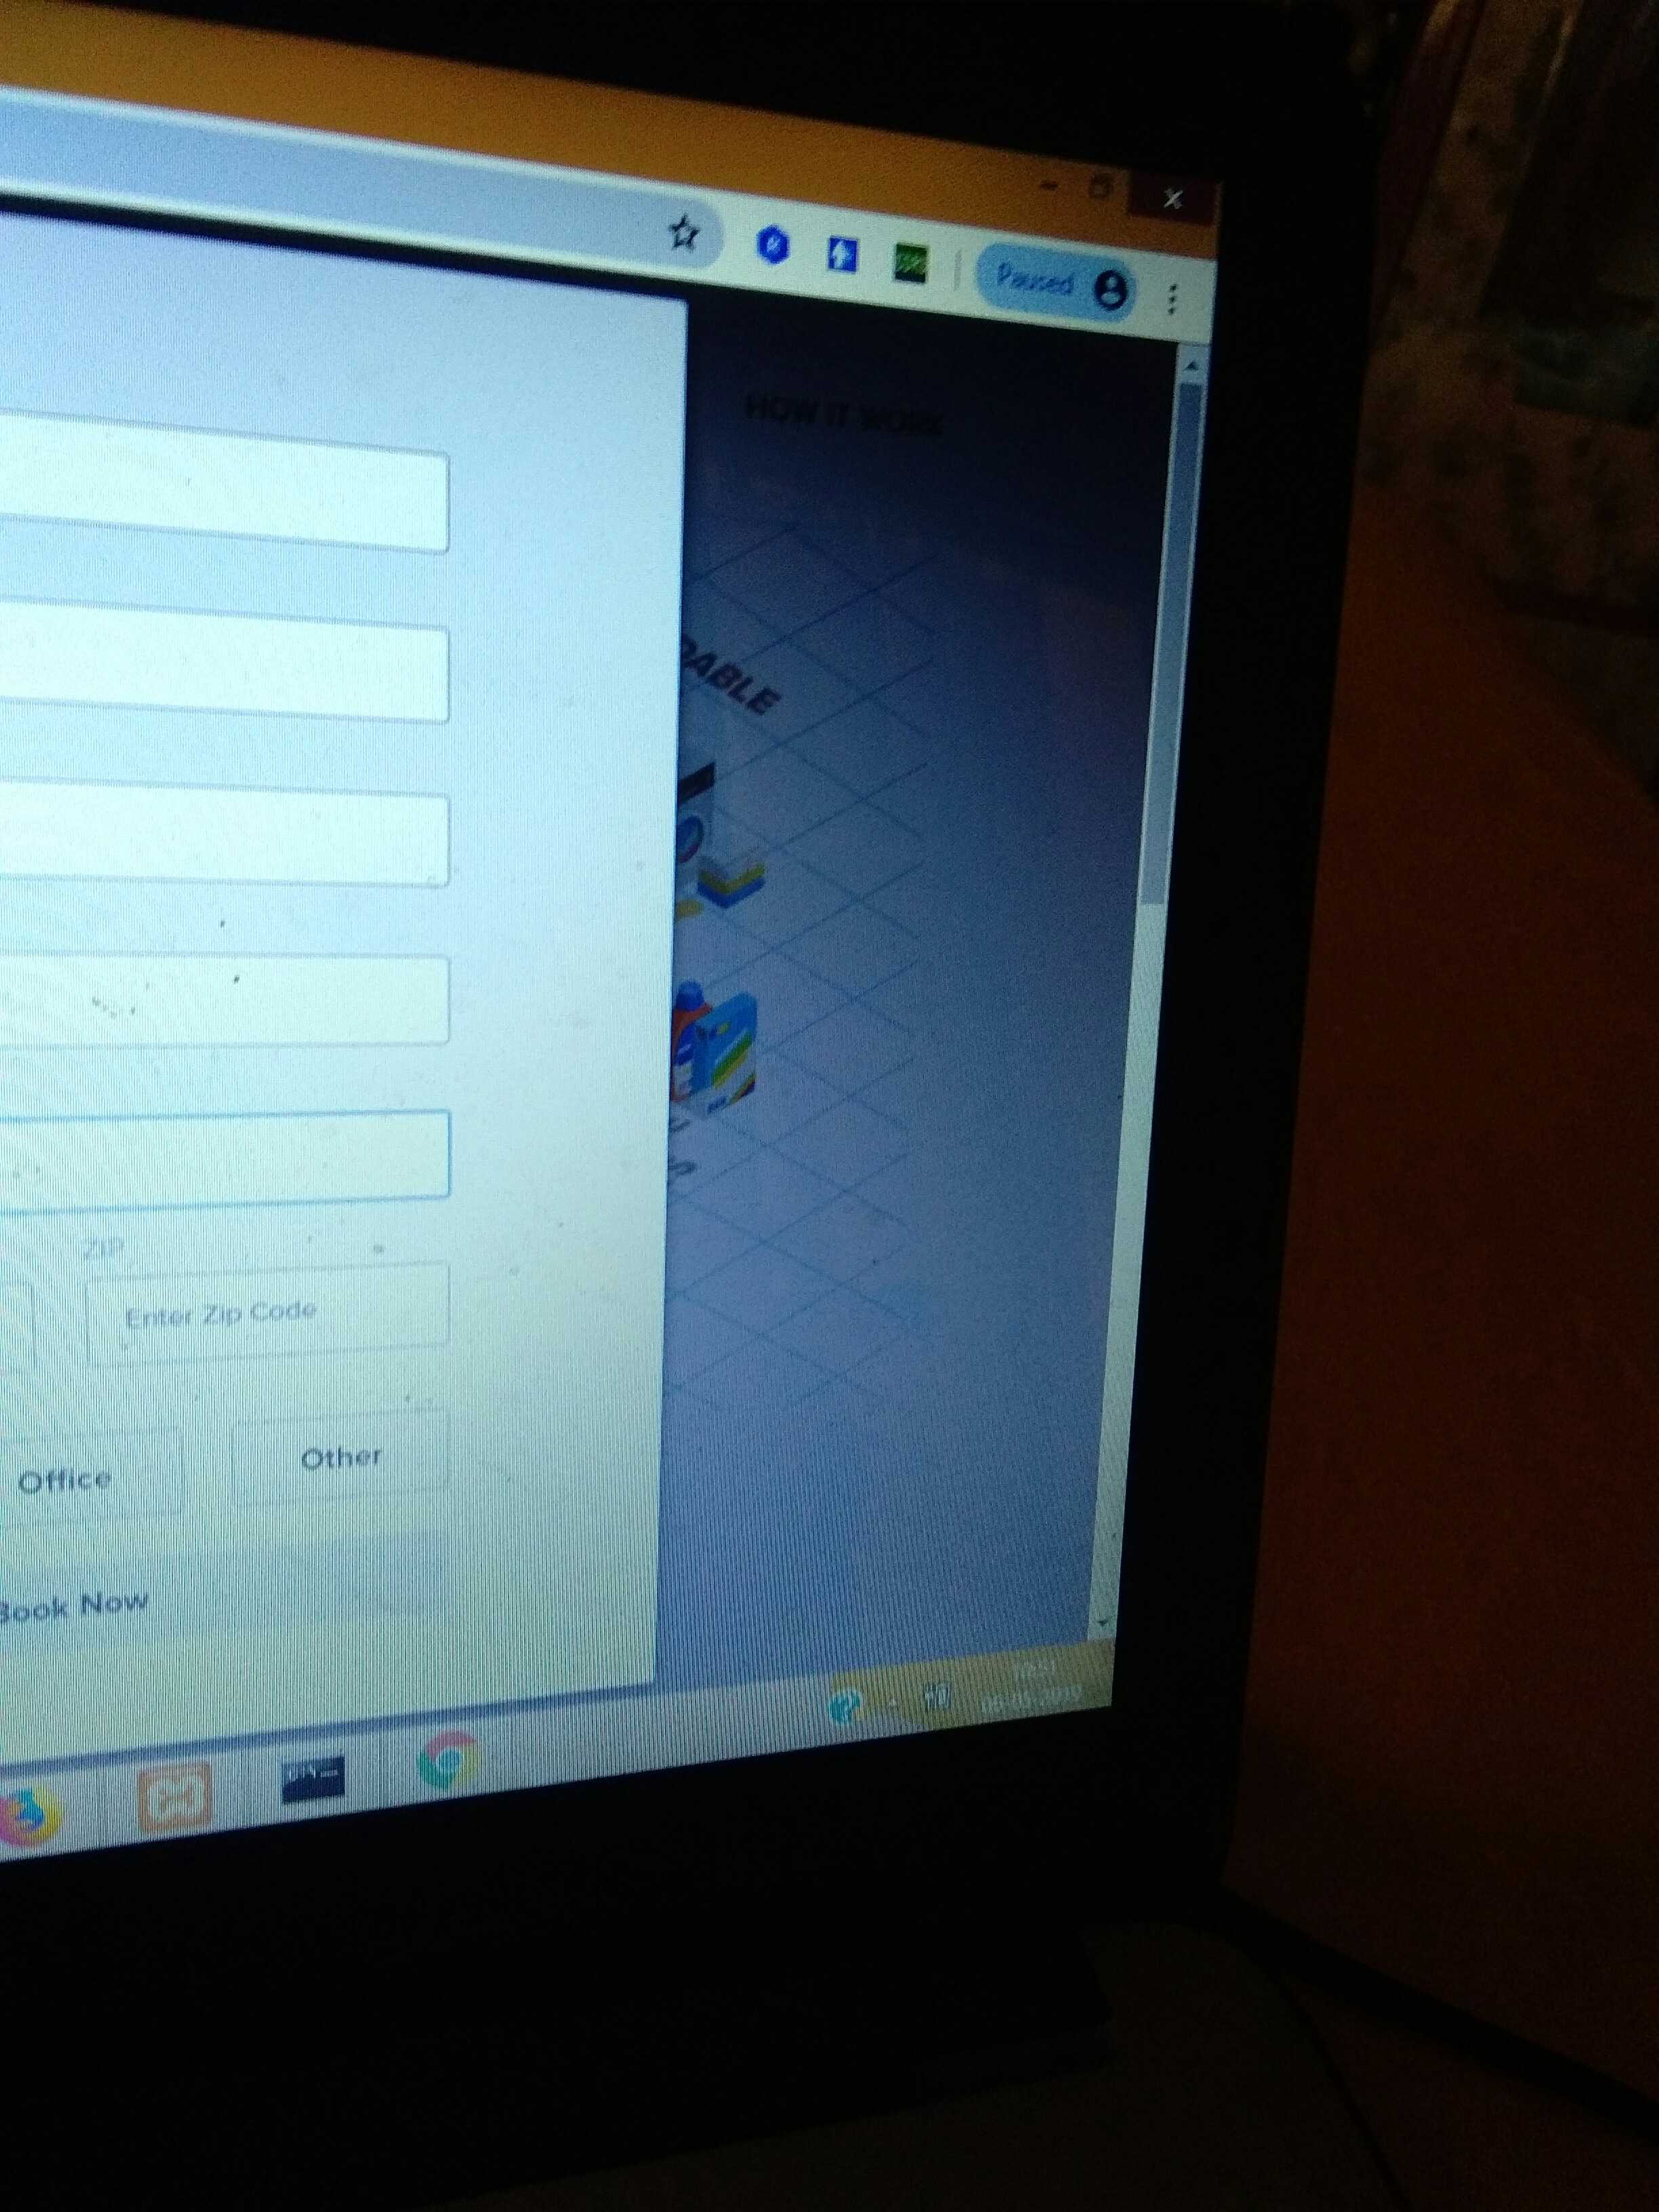 Paused
HOW IT WORK
DABLE
ZIP
Enter Zip Code
Office
Other
Book Now